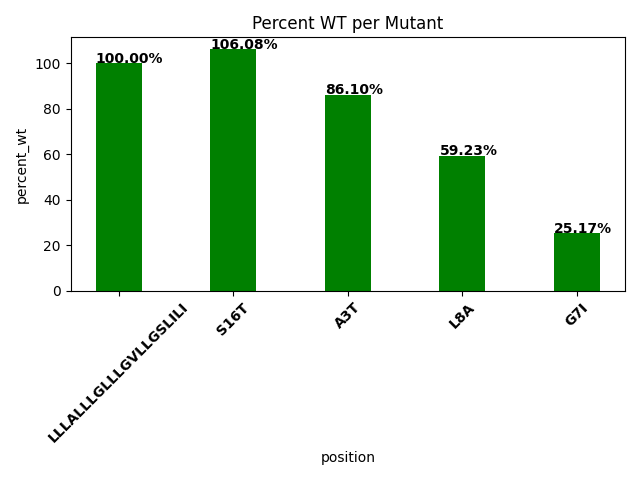 Percent WT per Mutant
100.00%
106.08%
86.10%
59.23%
25.17%
percent_wt
100
80
60
40
20
0
LLLALLLGLLLGVLLGSLILI
S16T
A3T
L8A
G7I
position